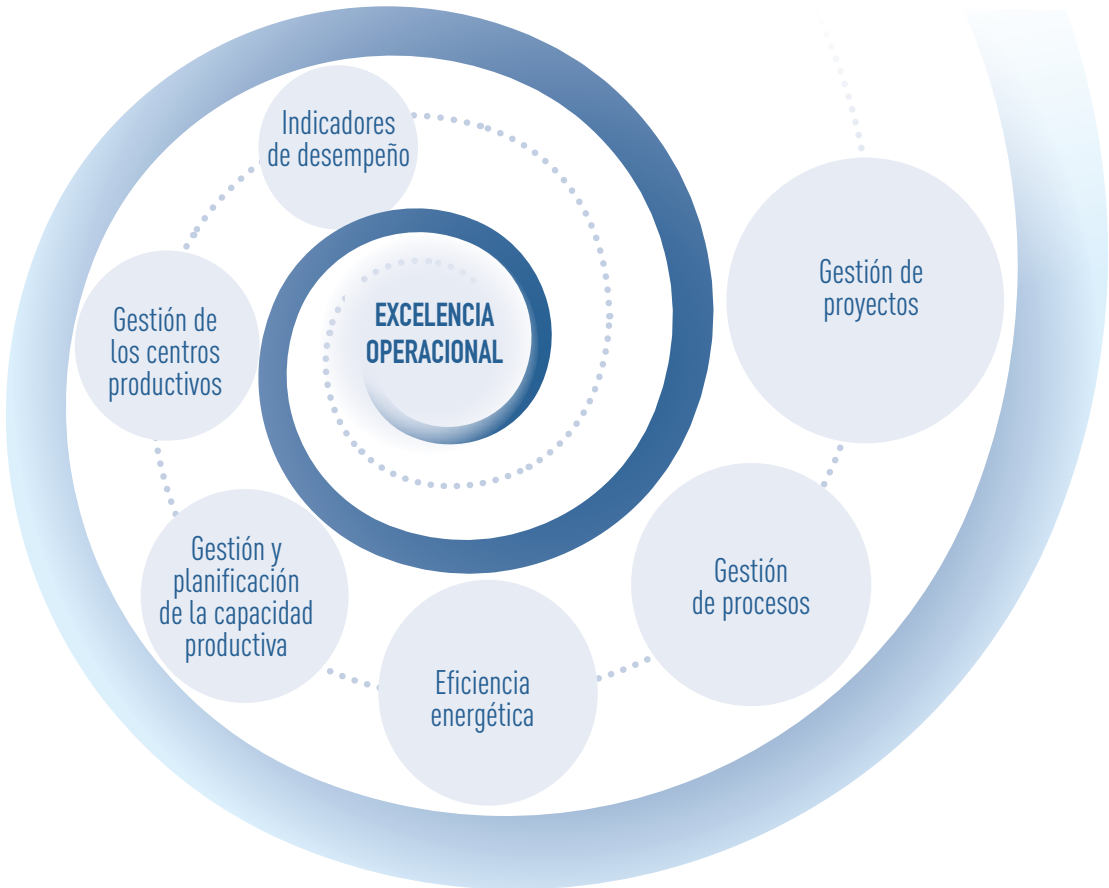 Indicadores
de desempeño
EXCELENCIA
OPERACIONAL
Gestión de
proyectos
Gestión de
los centros
productivos
Gestión y
planificación
de la capacidad
productiva
Gestión
de procesos
Eficiencia
energética